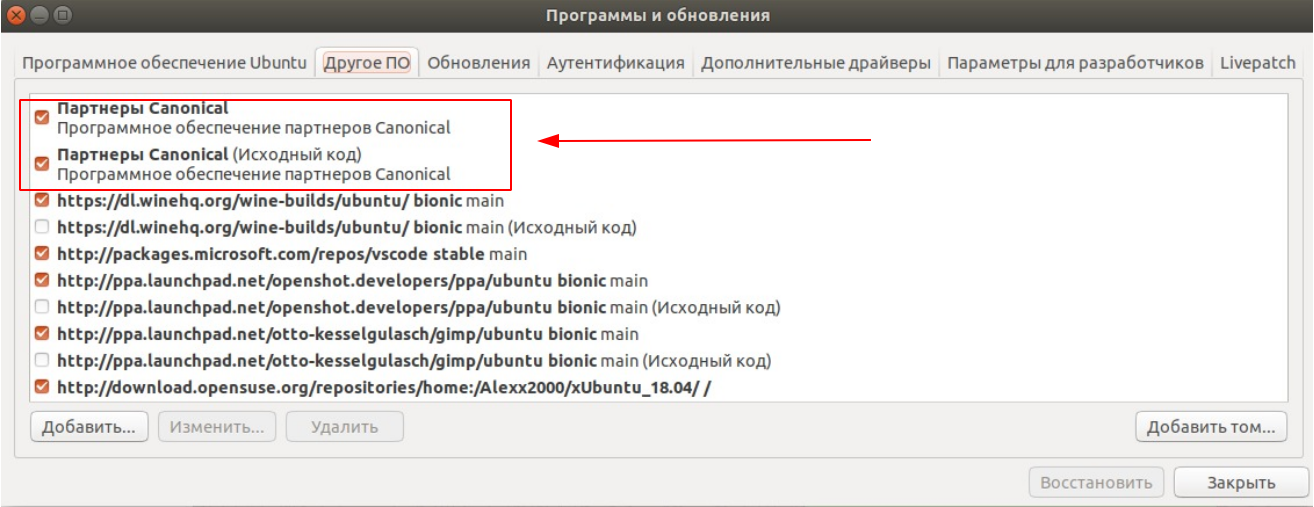 Программы и обновления
Программное обеспечение Ubuntu Другое ПО Обновления Аутентификация Дополнительные драйверы Параметры для разработчиков Livepatch
Партнеры Canonical
Программное обеспечение партнеров Canonical
Партнеры Canonical (Исходный код)
Программное обеспечение партнеров Canonical
https://dl.winehq.org/wine-builds/ubuntu/ bionic main
https://dl.winehq.org/wine-builds/ubuntu/ bionic main (Исходный код)
http://packages.microsoft.com/repos/vscode stable main
http://ppa.launchpad.net/openshot.developers/ppa/ubuntu bionic main
http://ppa.launchpad.net/openshot.developers/ppa/ubuntu bionic main (Исходный код)
http://ppa.launchpad.net/otto-kesselgulasch/gimp/ubuntu bionic main
http://ppa.launchpad.net/otto-kesselgulasch/gimp/ubuntu bionic main (Исходный код)
http://download.opensuse.org/repositories/home:/Alexx2000/xUbuntu_18.04/ /
Добавить... Изменить... Удалить Добавить том...
Восстановить Закрыть